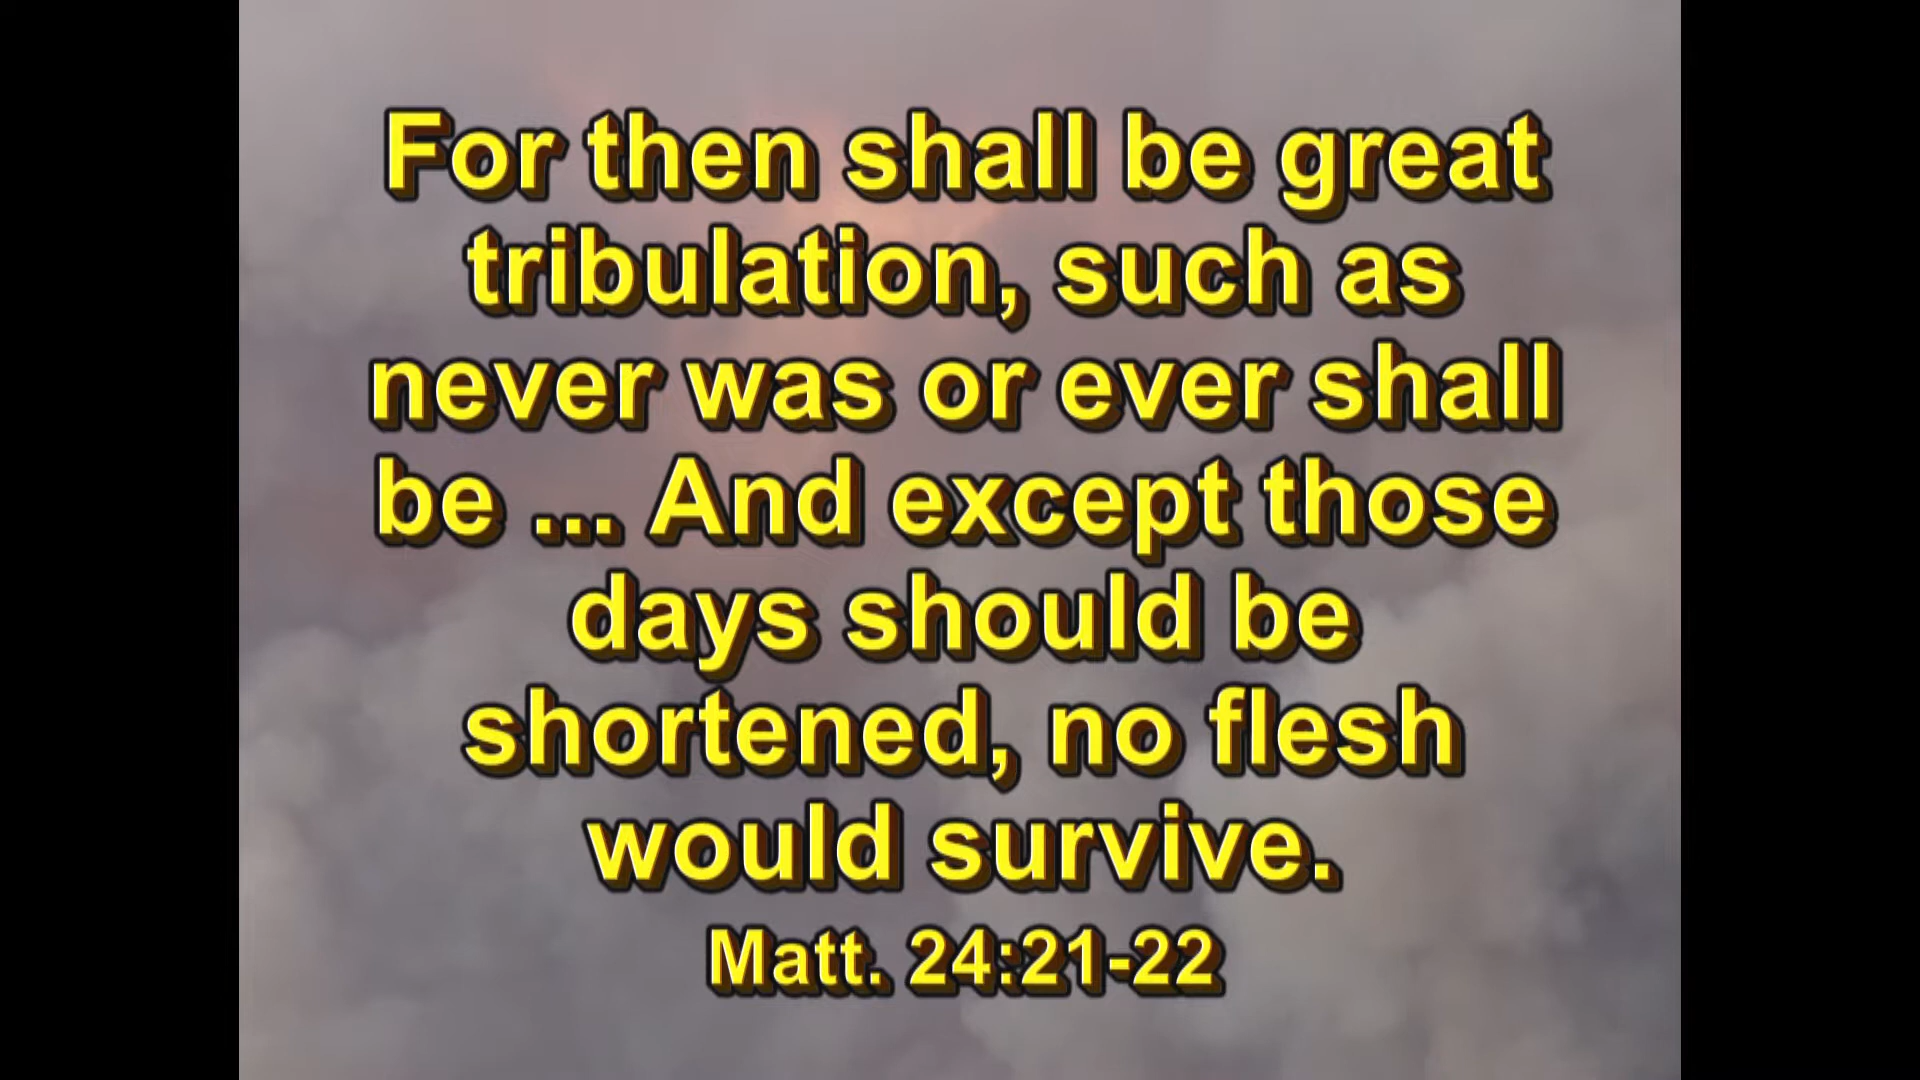 For then shall be great
tribulation, such as
never was or ever shall
be ... And except those
days should be
shortened, no flesh
would survive.
Matt. 24:21-22